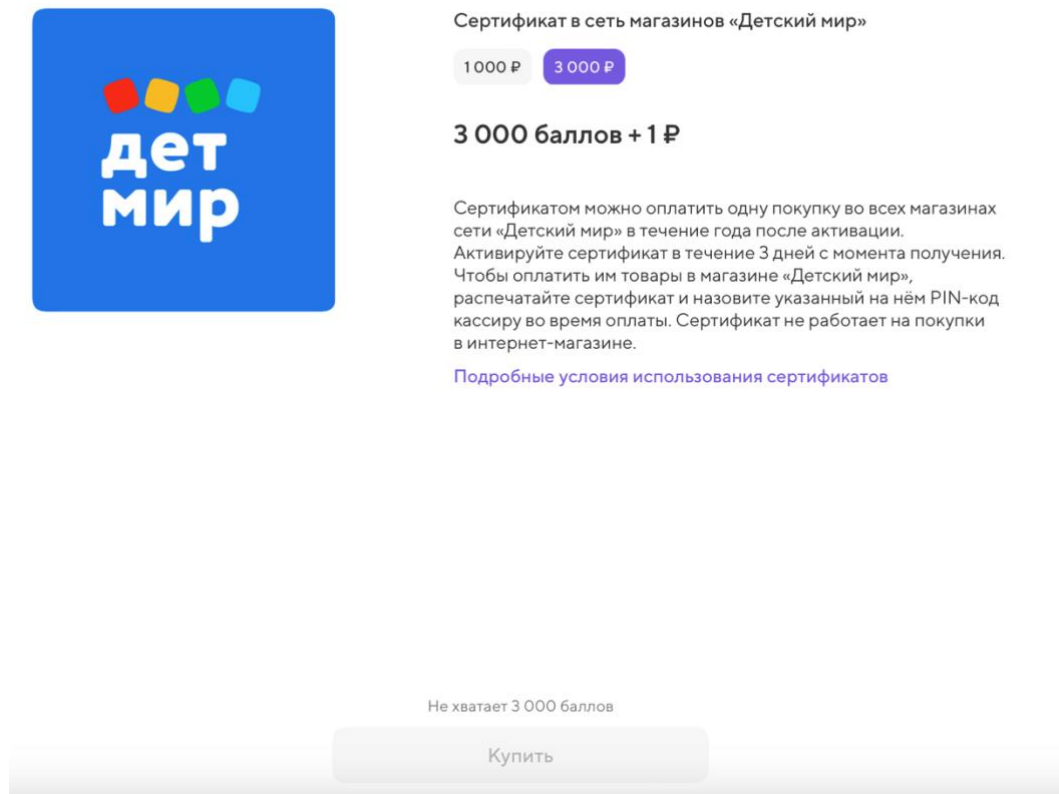 дет
мир
Сертификат в сеть магазинов «Детский мир»
1 000 ₽ 3 000 ₽
3 000 баллов + 1 ₽
Сертификатом можно оплатить одну покупку во всех магазинах
сети «Детский мир» в течение года после активации.
Активируйте сертификат в течение 3 дней с момента получения.
Чтобы оплатить им товары в магазине «Детский мир»,
распечатайте сертификат и назовите указанный на нём PIN-код
кассиру во время оплаты. Сертификат не работает на покупки
в интернет-магазине.
Подробные условия использования сертификатов
Не хватает 3 000 баллов
Купить